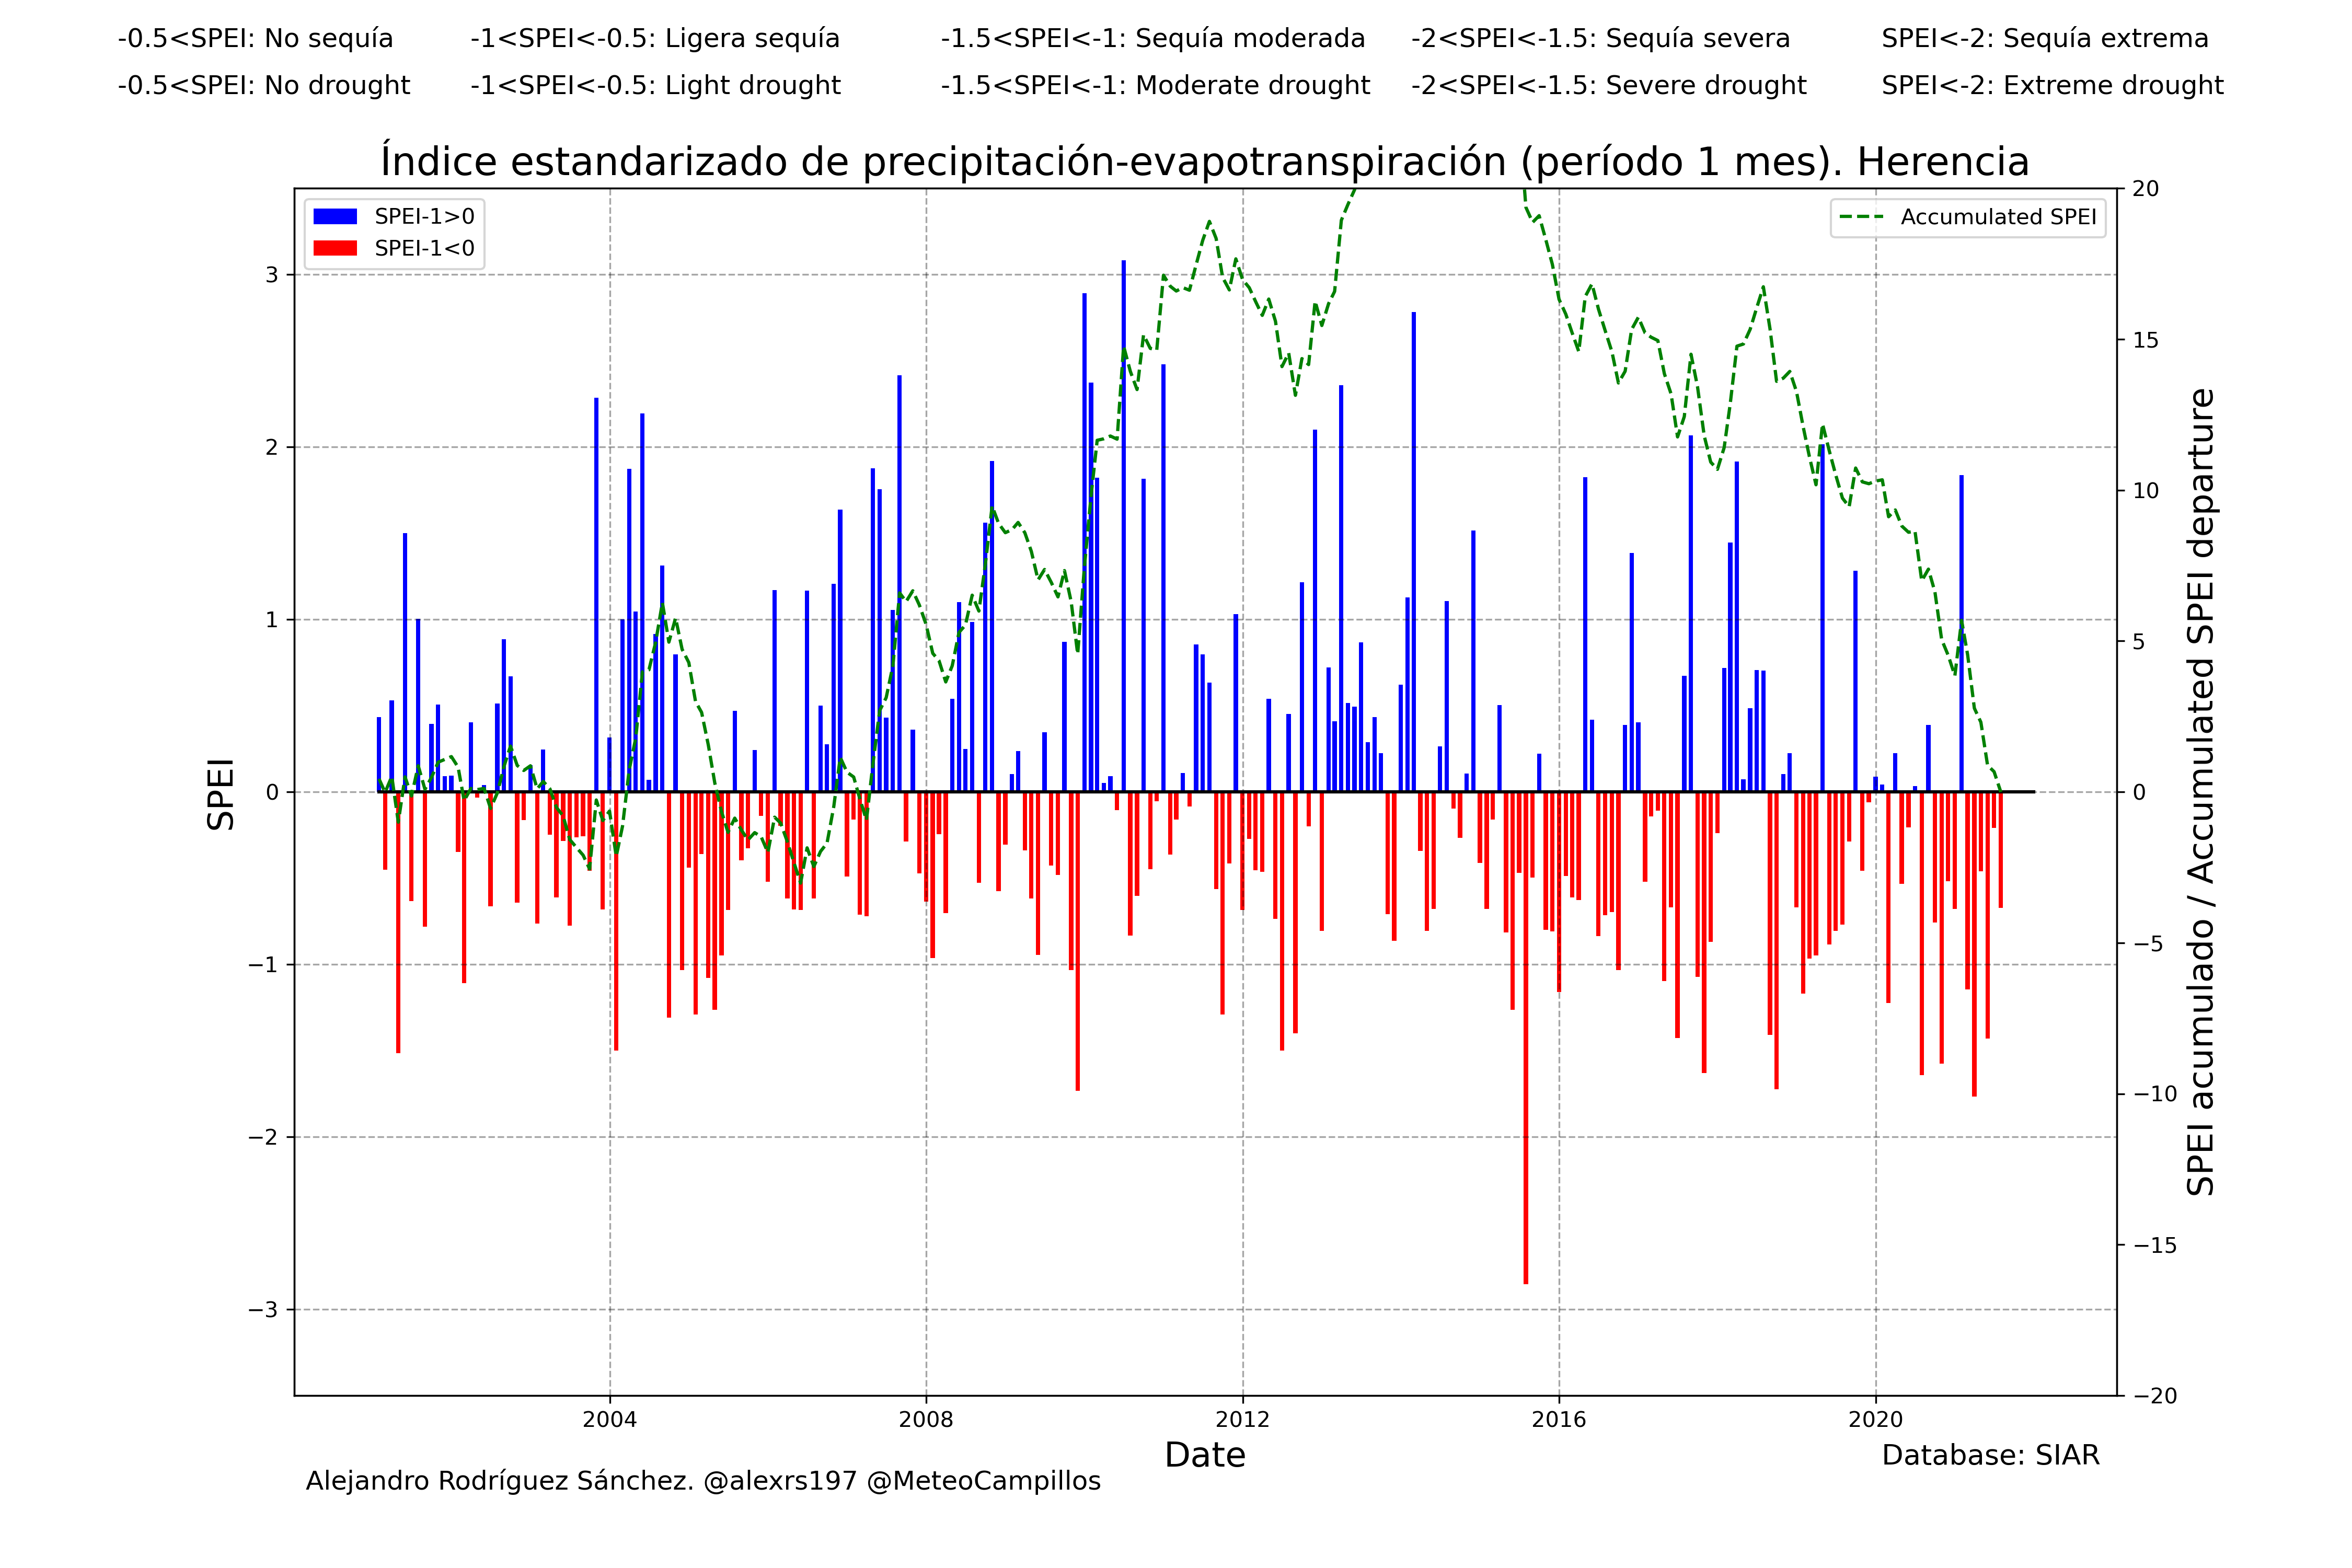 -0.5<SPEI: No sequía
-1<SPEI<-0.5: Ligera sequía
-1.5<SPEI<-1: Sequía moderada
-2<SPEI<-1.5: Sequía severa
SPEI<-2: Sequía extrema
-0.5<SPEI: No drought
-1<SPEI<-0.5: Light drought
-1.5<SPEI<-1: Moderate drought
-2<SPEI<-1.5: Severe drought
SPEI<-2: Extreme drought
Índice estandarizado de precipitación-evapotranspiración (período 1 mes). Herencia
SPEI-1>0
SPEI-1<0
Accumulated SPEI
SPEI
3
2
1
0
−1
−2
−3
20
15
10
5
0
−5
−10
−15
−20
SPEI acumulado / Accumulated SPEI departure
2004
2008
2012
2016
2020
Date
Database: SIAR
Alejandro Rodríguez Sánchez. @alexrs197 @MeteoCampillos